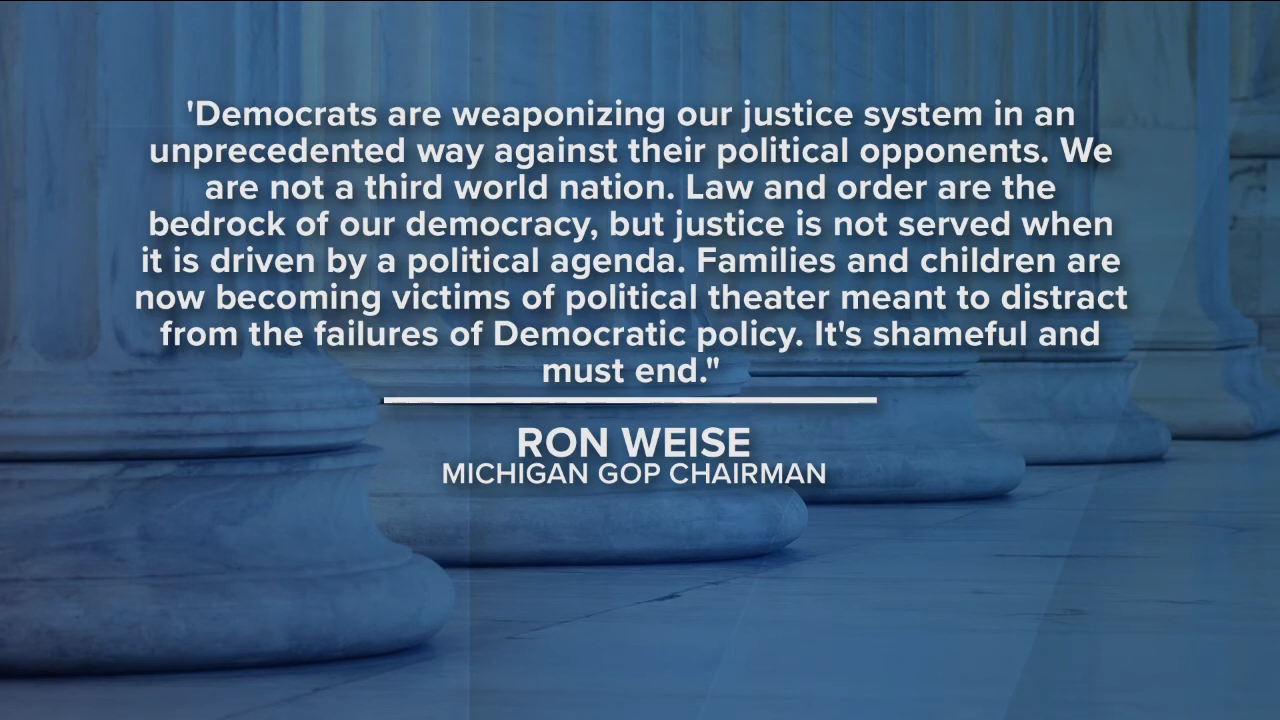 'Democrats are weaponizing our justice system in an
unprecedented way against their political opponents. We
are not a third world nation. Law and order are the
bedrock of our democracy, but justice is not served when
it is driven by a political agenda. Families and children are
now becoming victims of political theater meant to distract
from the failures of Democratic policy. It's shameful and
must end."
RON WEISE
MICHIGAN GOP CHAIRMAN